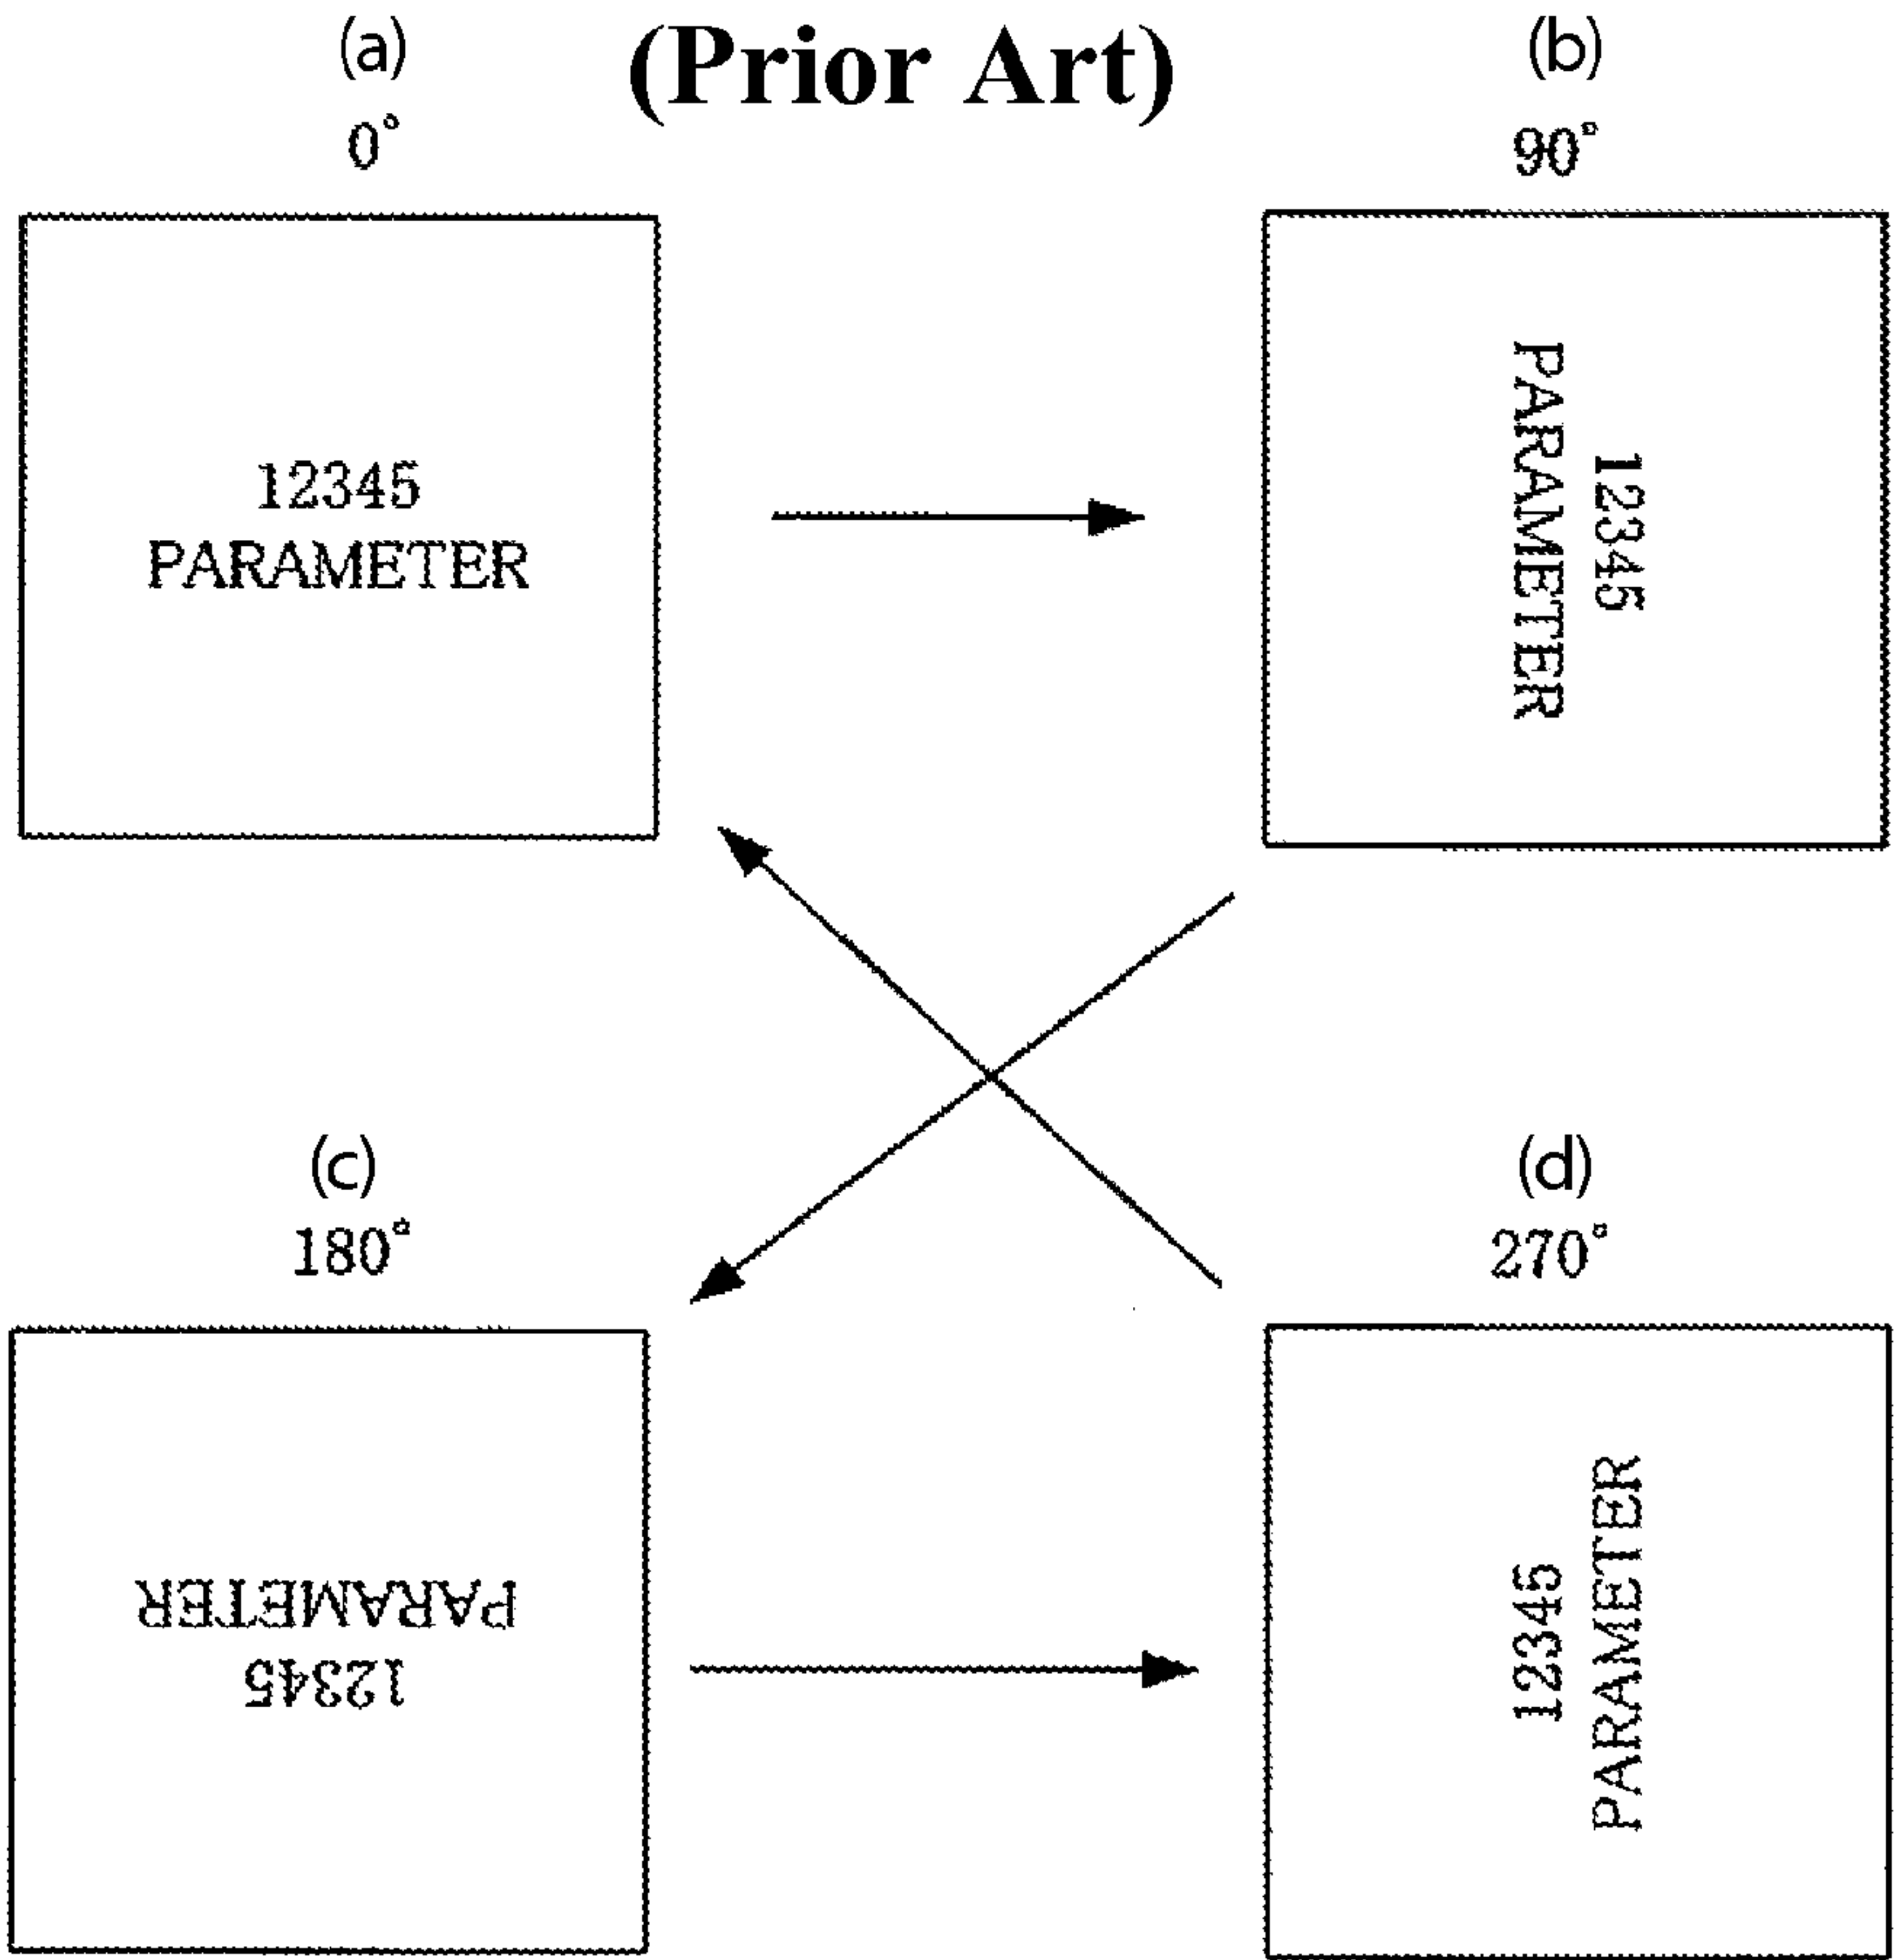 (Prior Art)
(a)
0°
12345
PARAMETER
(b)
90°
12345
PARAMETER
(c)
180°
12345
PARAMETER
(d)
270°
12345
PARAMETER